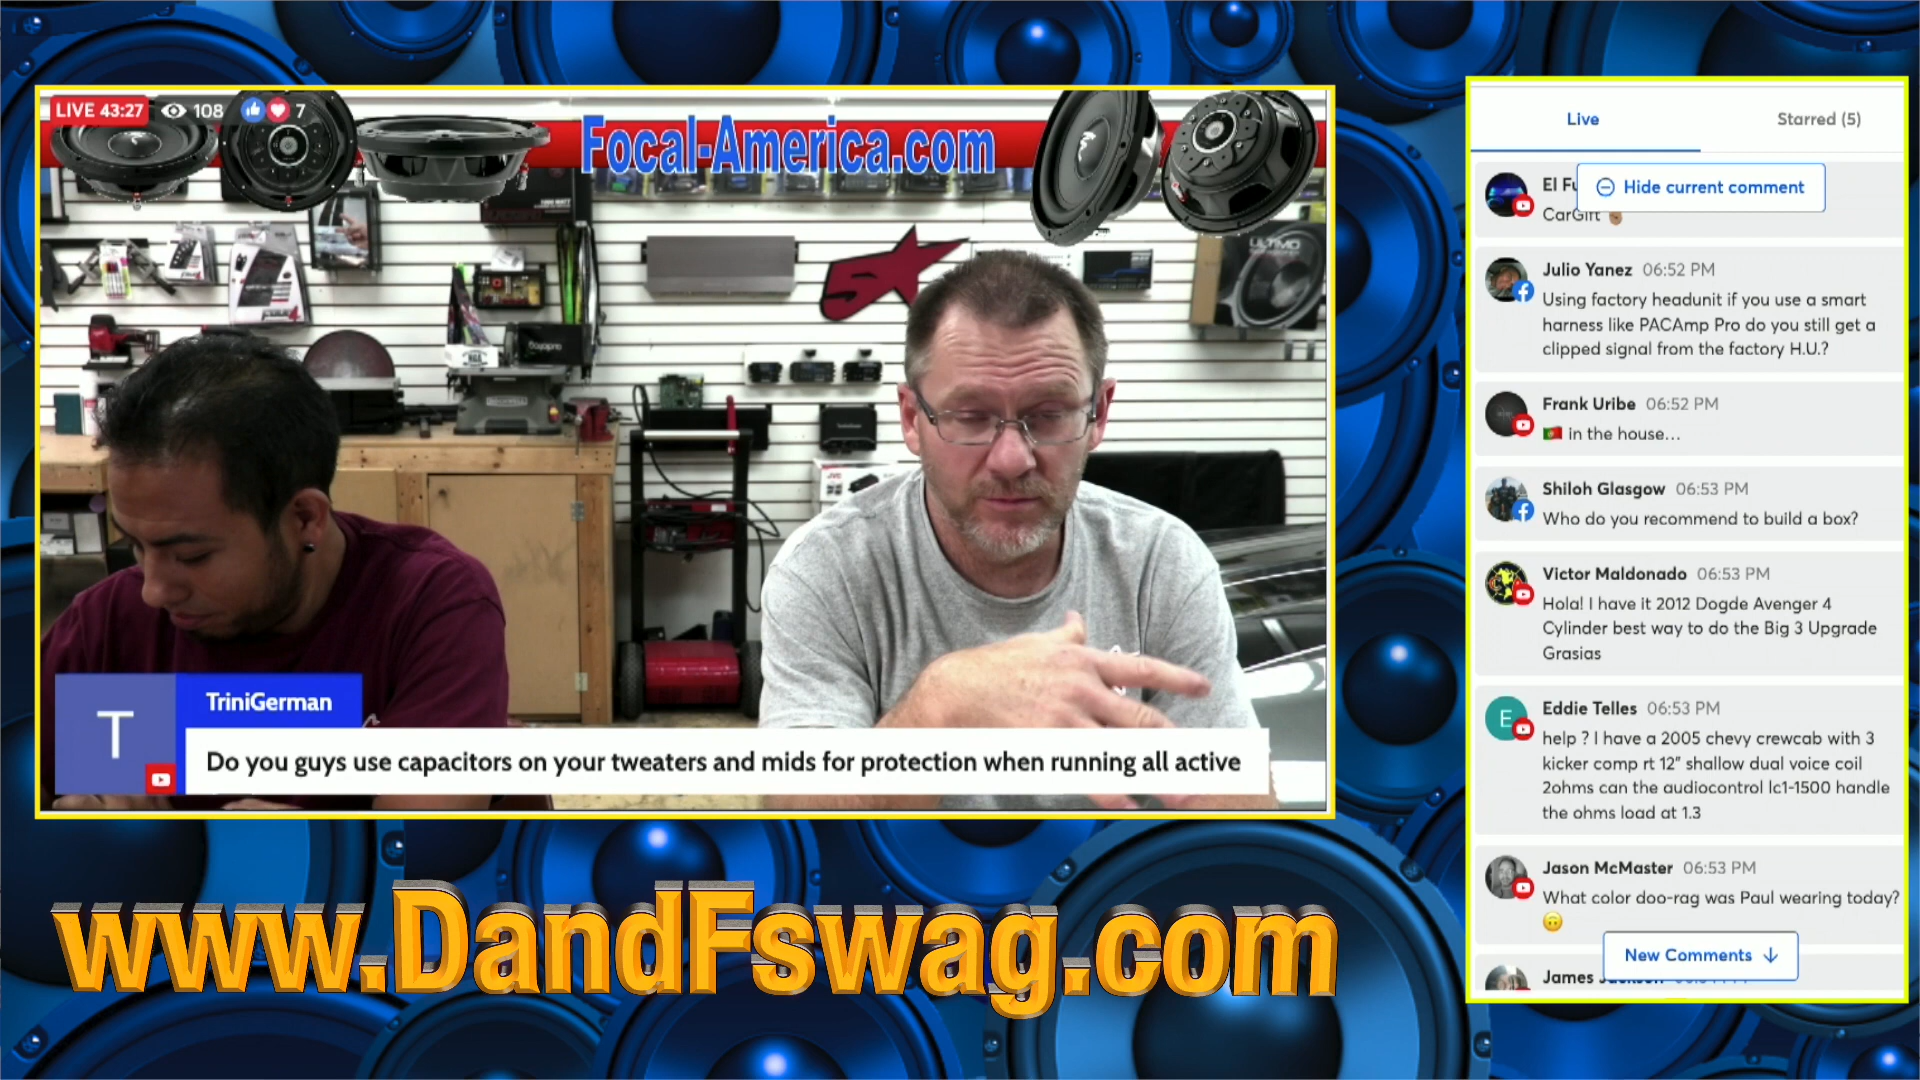 LIVE 43:27
108
7
Focal-America.com
ULTIMO
JVC
T
TriniGerman
Do you guys use capacitors on your tweaters and mids for protection when running all active
www.DandFswag.com
Live
Starred (5)
Hide current comment
El Fu
CarGift
Julio Yanez 06:52 PM
Using factory headunit if you use a smart
harness like PACAmp Pro do you still get a
clipped signal from the factory H.U.?
Frank Uribe 06:52 PM
in the house...
Shiloh Glasgow 06:53 PM
Who do you recommend to build a box?
Victor Maldonado 06:53 PM
Hola! I have it 2012 Dogde Avenger 4
Cylinder best way to do the Big 3 Upgrade
Grasias
E
Eddie Telles 06:53 PM
help ? I have a 2005 chevy crewcab with 3
kicker comp rt 12” shallow dual voice coil
2ohms can the audiocontrol lc1-1500 handle
the ohms load at 1.3
Jason McMaster 06:53 PM
What color doo-rag was Paul wearing today?
🙃
New Comments ↓
James